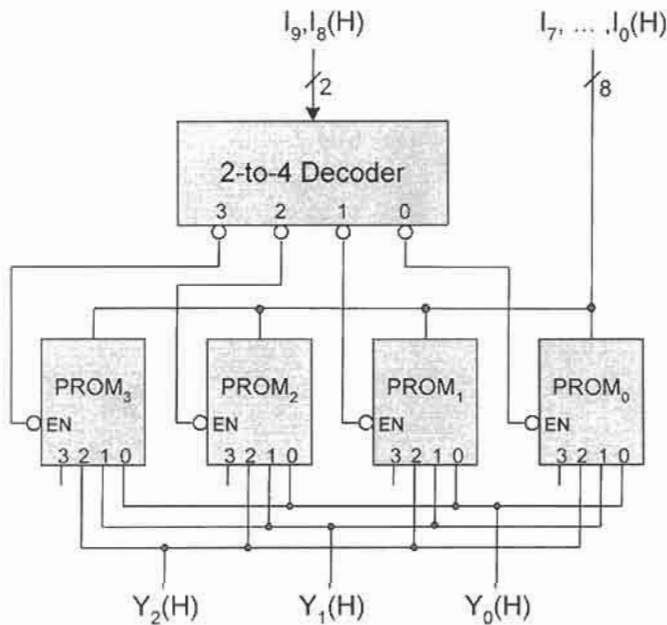 I₉,I₈(H) I₇, ... ,I₀(H)
2 8
2-to-4 Decoder
3 2 1 0
PROM₃ PROM₂ PROM₁ PROM₀
EN EN EN EN
3 2 1 0 3 2 1 0 3 2 1 0 3 2 1 0
Y₂(H) Y₁(H) Y₀(H)